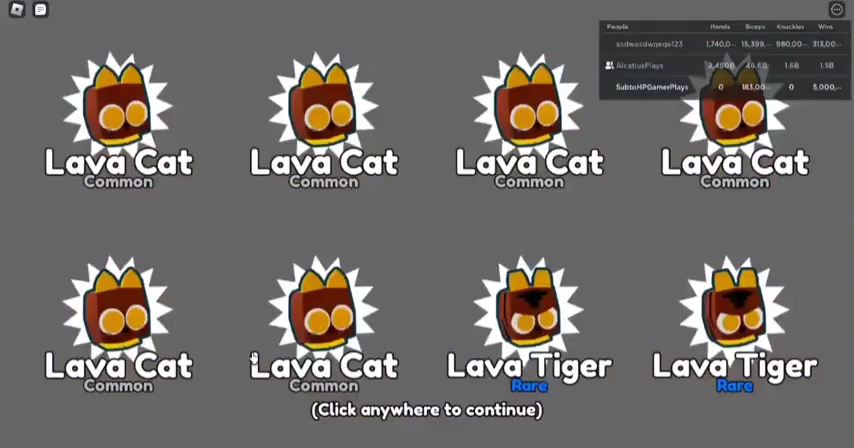 People Hands Biceps Knuckles Wins
asdwasdwqeqe123 1,740,0... 15,399,... 980,00... 313,00...
AlcatiusPlays 46.6B 1.6B 1.5B
SubtoHPGamerPlays 0 183,00... 0 5,000,...
Lava Cat Lava Cat Lava Cat Lava Cat
Common Common Common Common
Lava Cat Lava Cat Lava Tiger Lava Tiger
Common Common Rare Rare
(Click anywhere to continue)